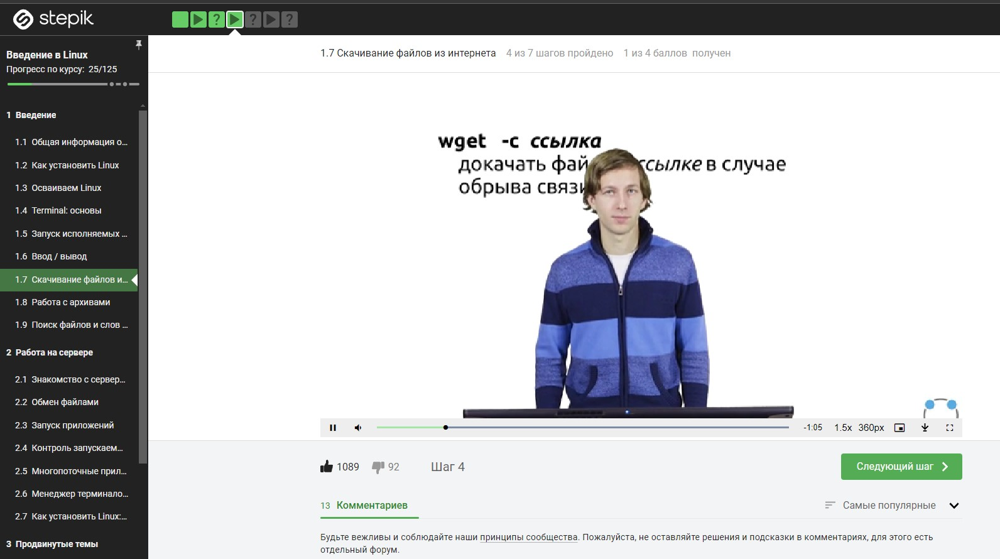 stepik
Введение в Linux
Прогресс по курсу: 25/125
1 Введение
1.1 Общая информация о...
1.2 Как установить Linux
1.3 Осваиваем Linux
1.4 Terminal: основы
1.5 Запуск исполняемых ...
1.6 Ввод / вывод
1.7 Скачивание файлов и...
1.8 Работа с архивами
1.9 Поиск файлов и слов ...
2 Работа на сервере
2.1 Знакомство с сервер...
2.2 Обмен файлами
2.3 Запуск приложений
2.4 Контроль запускаем...
2.5 Многопоточные прил...
2.6 Менеджер терминало...
2.7 Как установить Linux:...
3 Продвинутые темы
1.7 Скачивание файлов из интернета 4 из 7 шагов пройдено 1 из 4 баллов получен
wget -c ссылка
докачать фай ссылке в случае
обрыва связи
-1:05 1.5x 360px
1089 92 Шаг 4
Следующий шаг
13 Комментариев
Самые популярные
Будьте вежливы и соблюдайте наши принципы сообщества. Пожалуйста, не оставляйте решения и подсказки в комментариях, для этого есть
отдельный форум.